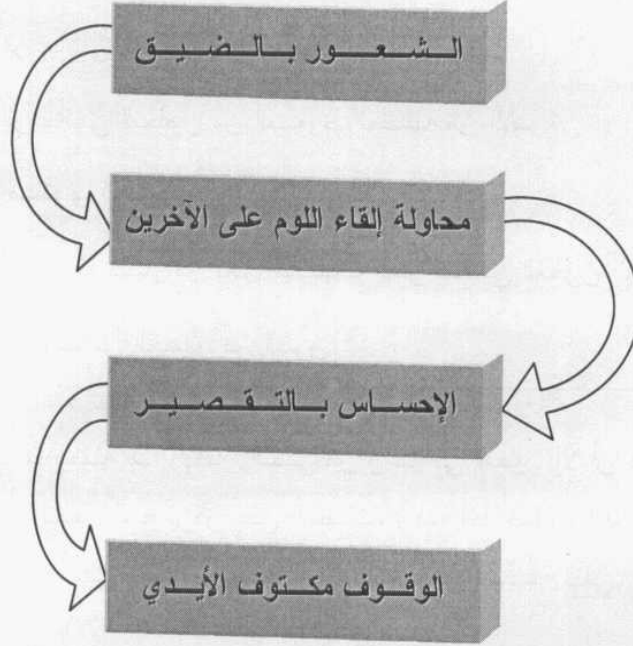 الشعور بالضيق
محاولة إلقاء اللوم على الآخرين
الإحساس بالتقصير
الوقوف مكتوف الأيدي